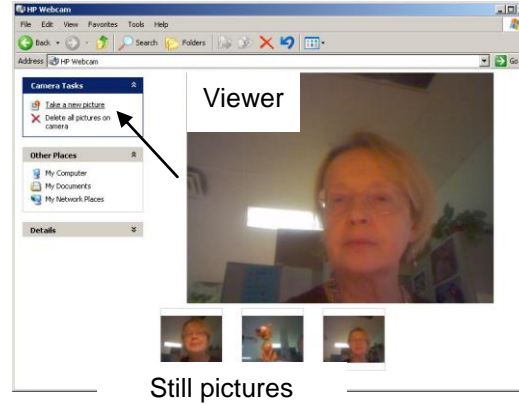 HP Webcam
File Edit View Favorites Tools Help
Back Search Folders
Address HP Webcam Go
Camera Tasks
Take a new picture
Delete all pictures on
camera
Other Places
My Computer
My Documents
My Network Places
Details
Viewer
Still pictures